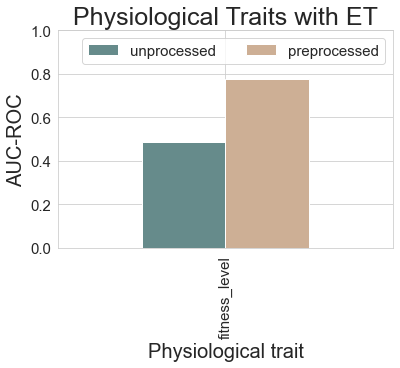 Physiological Traits with ET
unprocessed preprocessed
1.0
0.8
0.6
0.4
0.2
0.0
AUC-ROC
fitness_level
Physiological trait